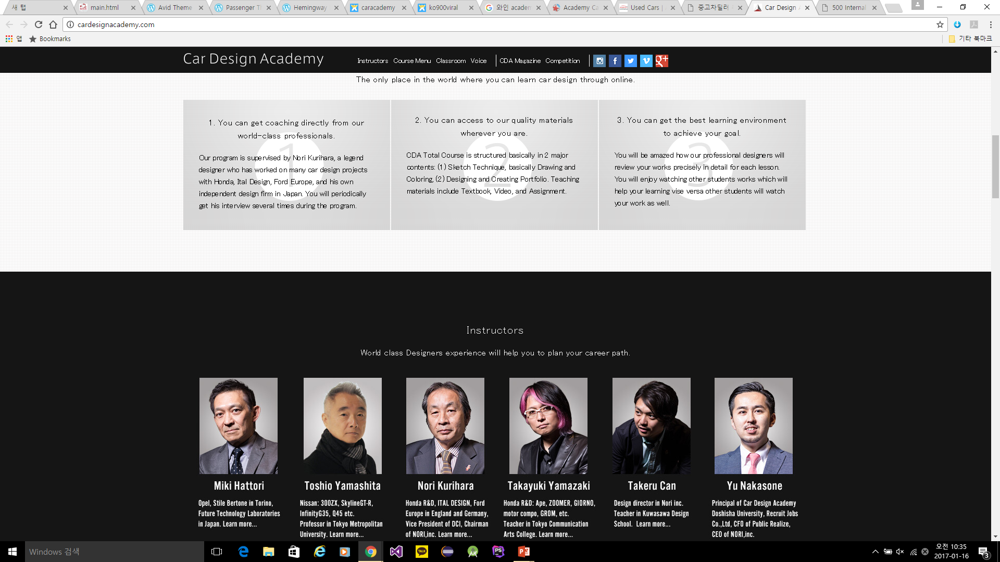 새 탭
main.html
Avid Theme
Passenger T
Hemingway
caracademy
ko900viral
와인 academ
Academy Ca
Used Cars |
중고차딜러
Car Design A
500 Internal
cardesignacademy.com
앱
Bookmarks
기타 북마크
Car Design Academy
Instructors Course Menu Classroom Voice CDA Magazine Competition
The only place in the world where you can learn car design through online.
1. You can get coaching directly from our
world-class professionals.
Our program is supervised by Nori Kurihara, a legend
designer who has worked on many car design projects
with Honda, Ital Design, Ford Europe, and his own
independent design firm in Japan. You will periodically
get his interview several times during the program.
1
2. You can access to our quality materials
wherever you are.
CDA Total Course is structured basically in 2 major
contents: (1) Sketch Technique, basically Drawing and
Coloring, (2) Designing and Creating Portfolio. Teaching
materials include Textbook, Video, and Assignment.
2
3. You can get the best learning environment
to achieve your goal.
You will be amazed how our professional designers will
review your works precisely in detail for each lesson.
You will enjoy watching other students works which will
help your learning vise versa other students will watch
your work as well.
3
Instructors
World class Designers experience will help you to plan your career path.
Miki Hattori
Opel, Stile Bertone in Torino,
Future Technology Laboratories
in Japan. Learn more...
Toshio Yamashita
Nissan: 300ZX, SkylineGT-R,
InfinityG35, Q45 etc.
Professor in Tokyo Metropolitan
University. Learn more...
Nori Kurihara
Honda R&D, ITAL DESIGN, Ford
Europe in England and Germany,
Vice President of DCI, Chairman
of NORI,inc. Learn more...
Takayuki Yamazaki
Honda R&D: Ape, ZOOMER, GIORNO,
motor compo, GROM, etc.
Teacher in Tokyo Communication
Arts College. Learn more...
Takeru Can
Design director in Nori inc.
Teacher in Kuwasawa Design
School. Learn more...
Yu Nakasone
Principal of Car Design Academy
Doshisha University, Recruit Jobs
Co.,Ltd, CFO of Public Realize,
CEO of NORI,inc.
Windows 검색
TALK
PS
오전 10:35
2017-01-16
3